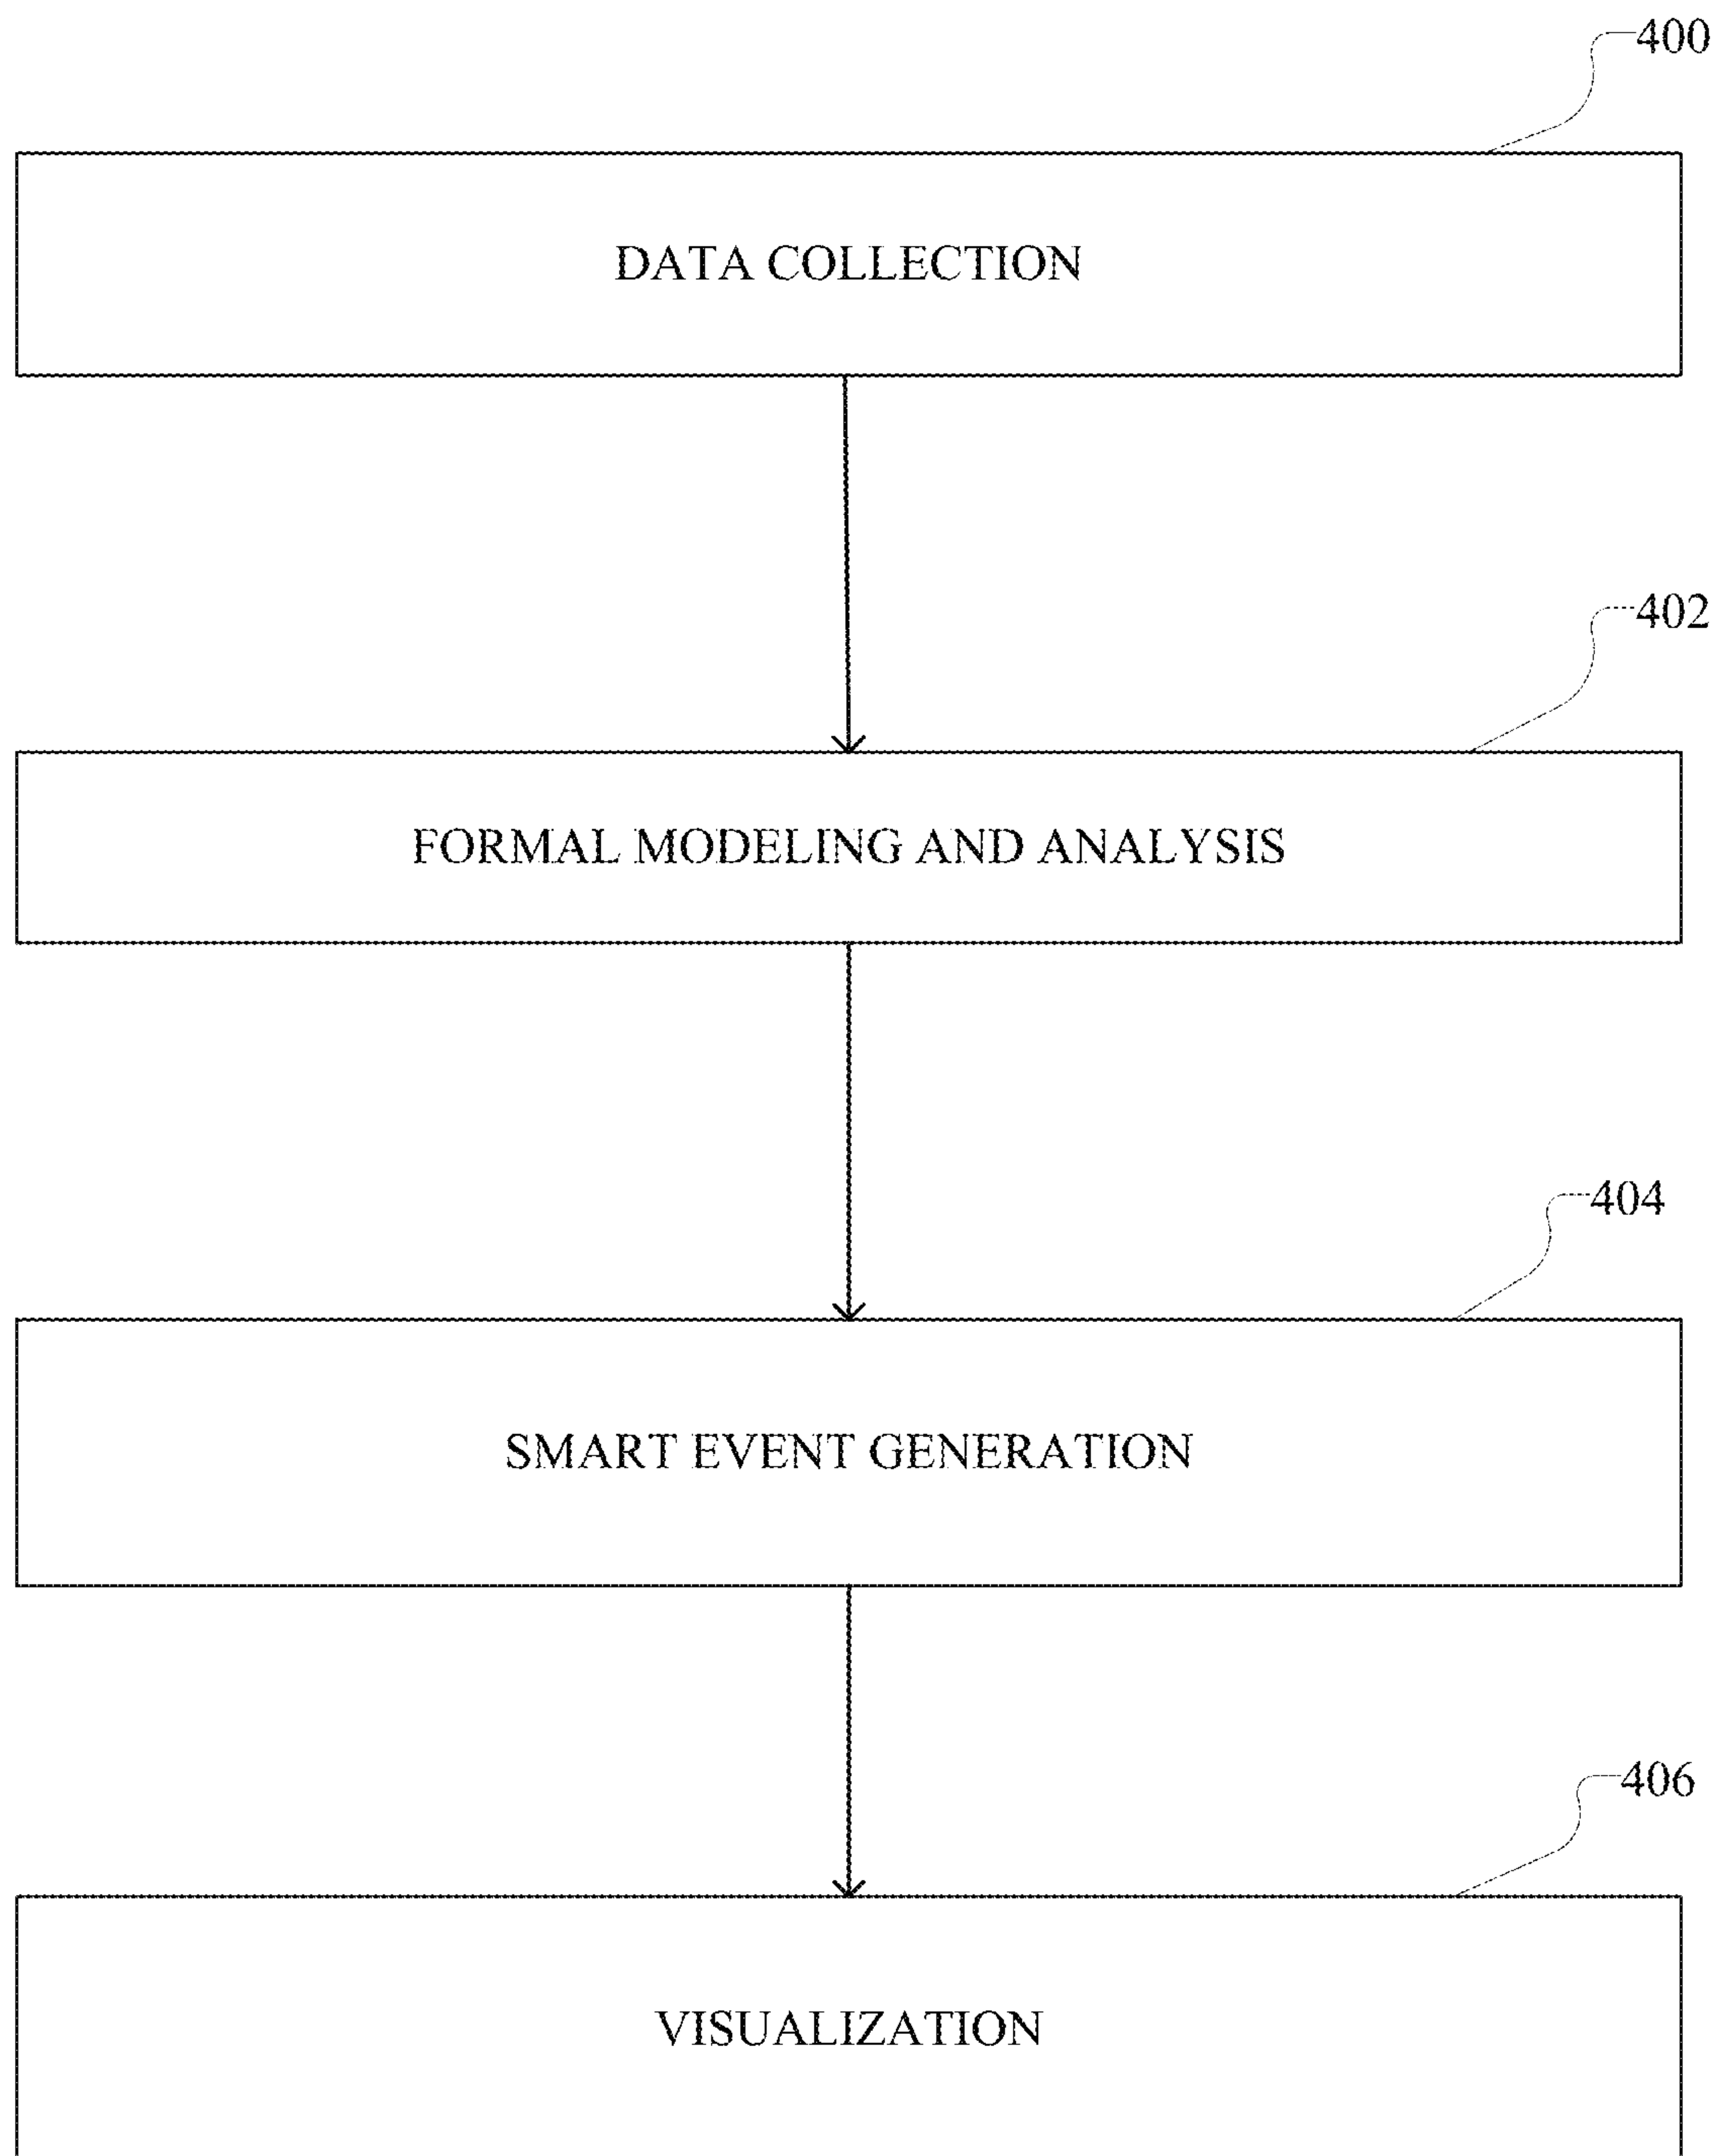 400
DATA COLLECTION
402
FORMAL MODELING AND ANALYSIS
404
SMART EVENT GENERATION
406
VISUALIZATION